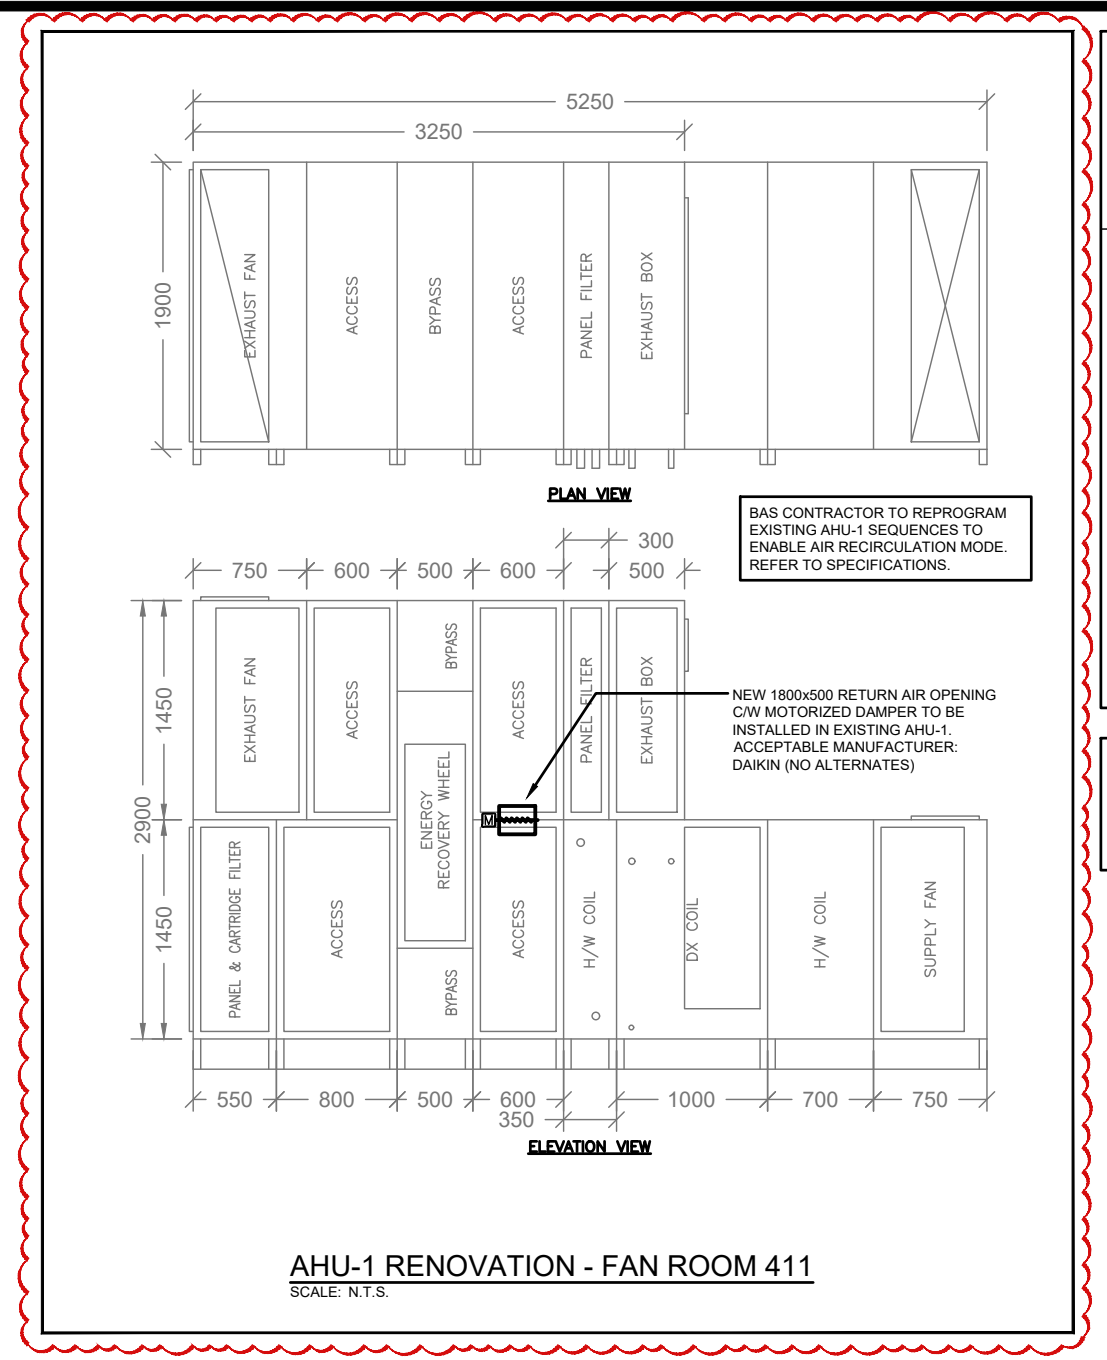 5250
3250
1900
EXHAUST FAN
ACCESS
BYPASS
ACCESS
PANEL FILTER
EXHAUST BOX
PLAN VIEW
BAS CONTRACTOR TO REPROGRAM
EXISTING AHU-1 SEQUENCES TO
ENABLE AIR RECIRCULATION MODE.
REFER TO SPECIFICATIONS.
300
750
600
500
600
500
2900
1450
1450
EXHAUST FAN
ACCESS
BYPASS
ACCESS
PANEL FILTER
EXHAUST BOX
NEW 1800x500 RETURN AIR OPENING
C/W MOTORIZED DAMPER TO BE
INSTALLED IN EXISTING AHU-1.
ACCEPTABLE MANUFACTURER:
DAIKIN (NO ALTERNATES)
ENERGY
RECOVERY WHEEL
M
PANEL & CARTRIDGE FILTER
ACCESS
BYPASS
ACCESS
H/W COIL
DX COIL
H/W COIL
SUPPLY FAN
550
800
500
600
350
1000
700
750
ELEVATION VIEW
AHU-1 RENOVATION - FAN ROOM 411
SCALE: N.T.S.